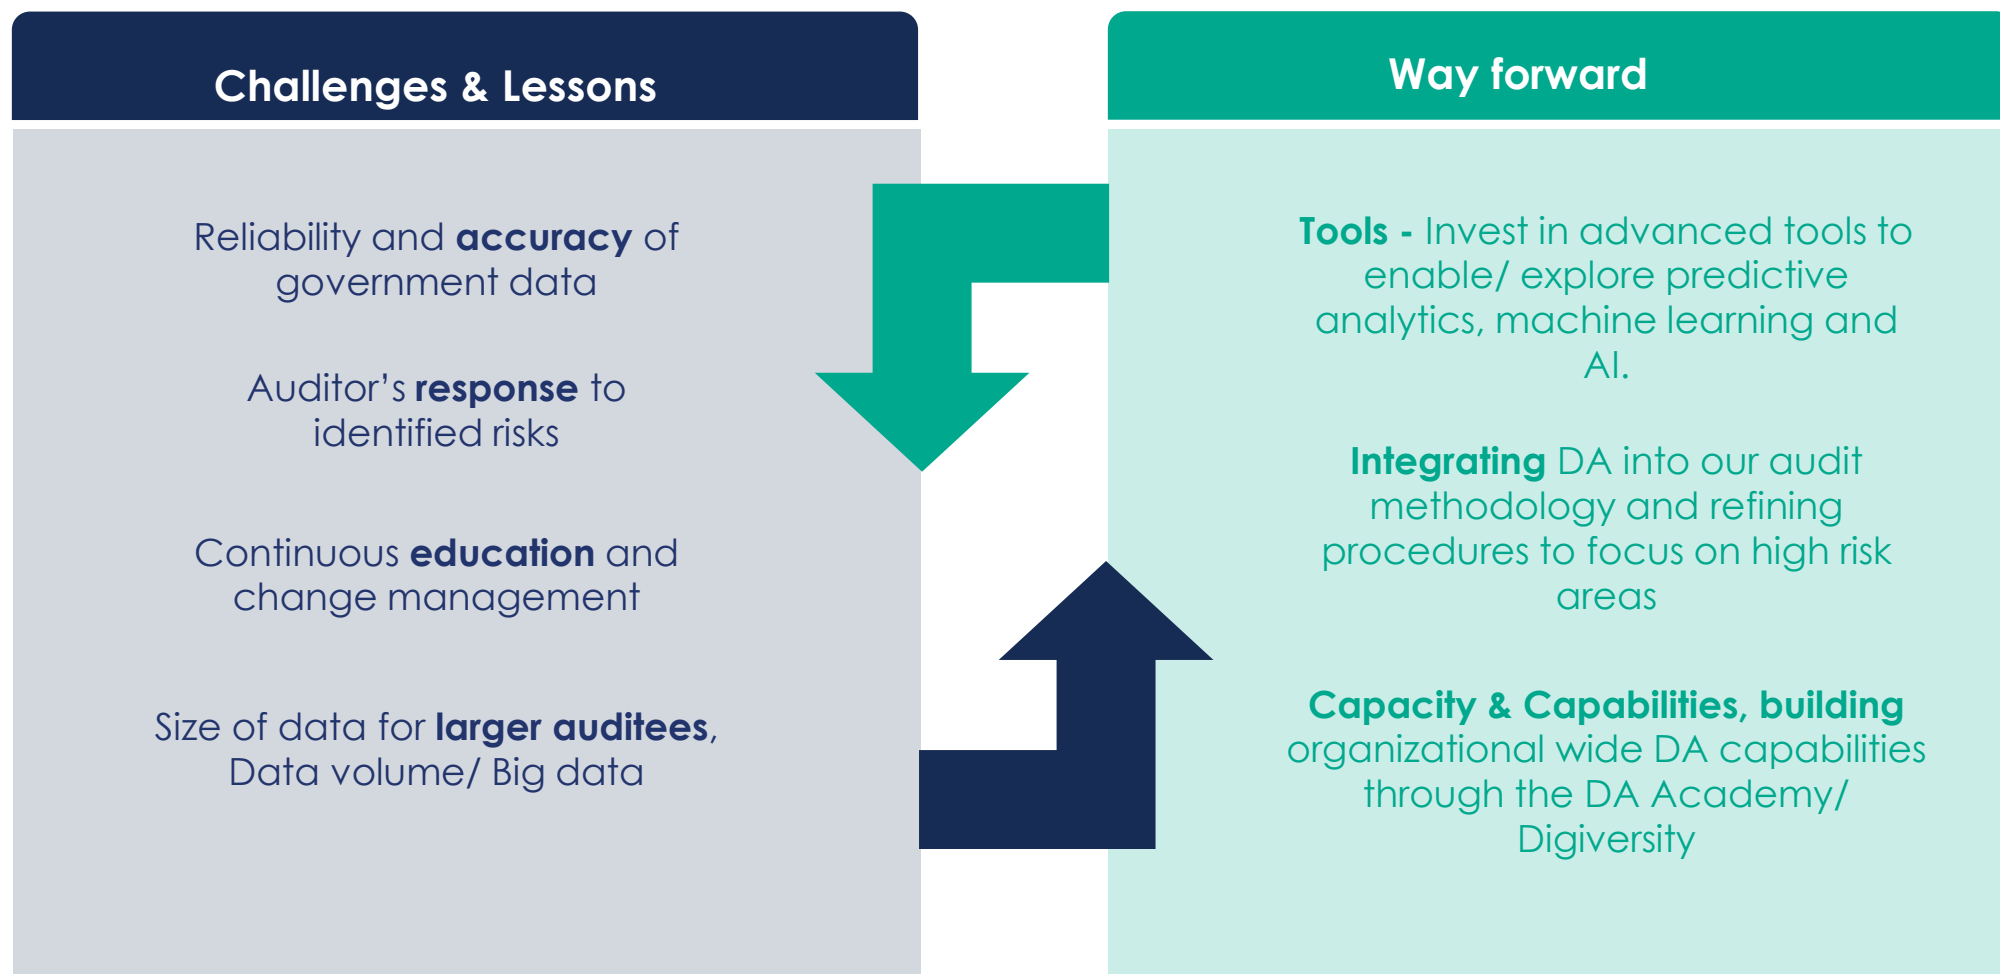 Challenges & Lessons
Reliability and accuracy of
government data
Auditor’s response to
identified risks
Continuous education and
change management
Size of data for larger auditees,
Data volume/ Big data
Way forward
Tools - Invest in advanced tools to
enable/ explore predictive
analytics, machine learning and
AI.
Integrating DA into our audit
methodology and refining
procedures to focus on high risk
areas
Capacity & Capabilities, building
organizational wide DA capabilities
through the DA Academy/
Digiversity